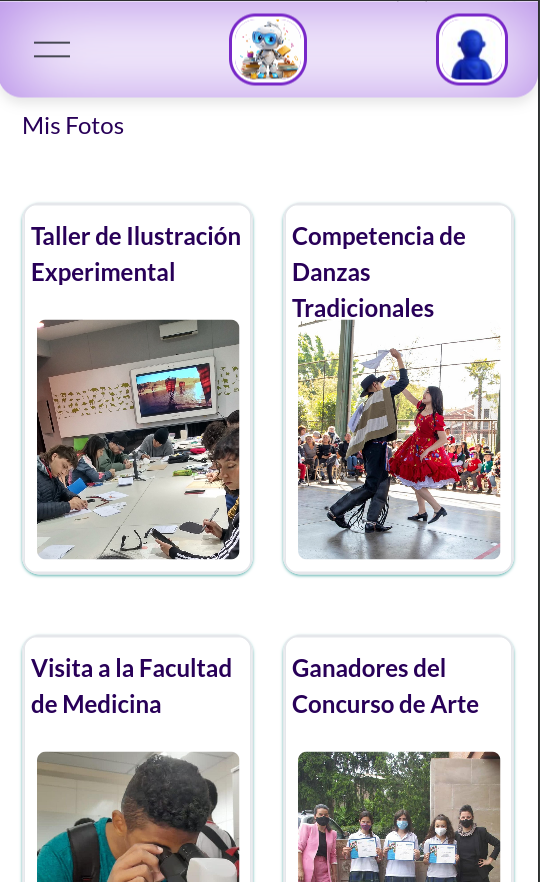 Mis Fotos
Taller de Ilustración
Experimental
Competencia de
Danzas
Tradicionales
Visita a la Facultad
de Medicina
Ganadores del
Concurso de Arte